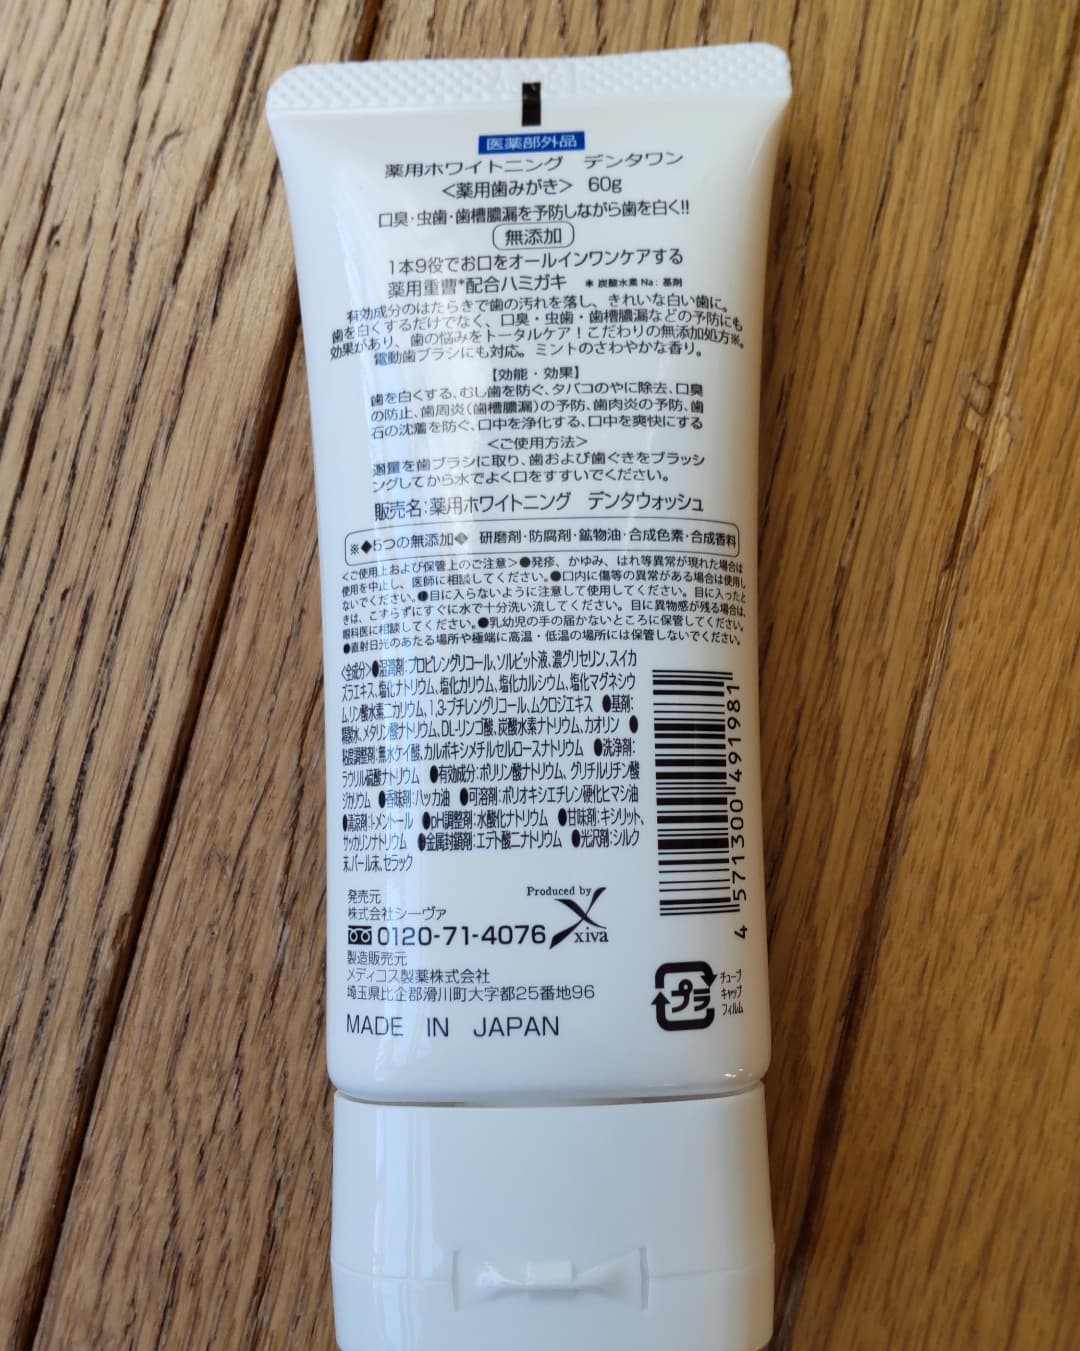 医薬部外品
薬用ホワイトニング デンタワン
<薬用歯みがき> 60g
口臭・虫歯・歯槽膿漏を予防しながら歯を白く!!
無添加
1本9役でお口をオールインワンケアする
薬用重曹*配合ハミガキ *炭酸水素Na:基剤
有効成分のはたらきで歯の汚れを落し、きれいな白い歯に。
歯を白くするだけでなく、口臭・虫歯・歯槽膿漏などの予防にも
効果があり、歯の悩みをトータルケア!こだわりの無添加処方※。
電動歯ブラシにも対応。ミントのさわやかな香り。
【効能・効果】
歯を白くする、むし歯を防ぐ、タバコのやに除去、口臭
の防止、歯周炎(歯槽膿漏)の予防、歯肉炎の予防、歯
石の沈着を防ぐ、口中を浄化する、口中を爽快にする
<ご使用方法>
適量を歯ブラシに取り、歯および歯ぐきをブラッシ
ングしてから水でよく口をすすいでください。
販売名:薬用ホワイトニング デンタウォッシュ
※◆5つの無添加◆ 研磨剤・防腐剤・鉱物油・合成色素・合成香料
<ご使用上および保管上のご注意>●発疹、かゆみ、はれ等異常が現れた場合は
使用を中止し、医師に相談してください。●口内に傷等の異常がある場合は使用し
ないでください。●目に入らないように注意して使用してください。目に入ったと
きは、こすらずにすぐに水で十分洗い流してください。目に異物感が残る場合は、
眼科医に相談してください。●乳幼児の手の届かないところに保管してください。
●直射日光のあたる場所や極端に高温・低温の場所には保管しないでください。
<全成分>●湿潤剤:プロピレングリコール、ソルビット液、濃グリセリン、スイカ
ズラエキス、塩化ナトリウム、塩化カリウム、塩化カルシウム、塩化マグネシウ
ム、リン酸水素二カリウム、1,3-ブチレングリコール、ムクロジエキス ●基剤:
精製水、メタリン酸ナトリウム、DL-リンゴ酸、炭酸水素ナトリウム、カオリン ●
粘度調整剤:無水ケイ酸、カルボキシメチルセルロースナトリウム ●洗浄剤:
ラウリル硫酸ナトリウム ●有効成分:ポリリン酸ナトリウム、グリチルリチン酸
ジカリウム ●香味剤:ハッカ油 ●可溶剤:ポリオキシエチレン硬化ヒマシ油
●清涼剤:l-メントール ●pH調整剤:水酸化ナトリウム ●甘味剤:キシリット、
サッカリンナトリウム ●金属封鎖剤:エデト酸二ナトリウム ●光沢剤:シルク
末、パール末、セラック
4 571300 491981
発売元
株式会社シーヴァ
0120-71-4076
Produced by
xiva
製造販売元
メディコス製薬株式会社
埼玉県比企郡滑川町大字都25番地96
MADE IN JAPAN
プラ
チューブ
キャップ
フィルム